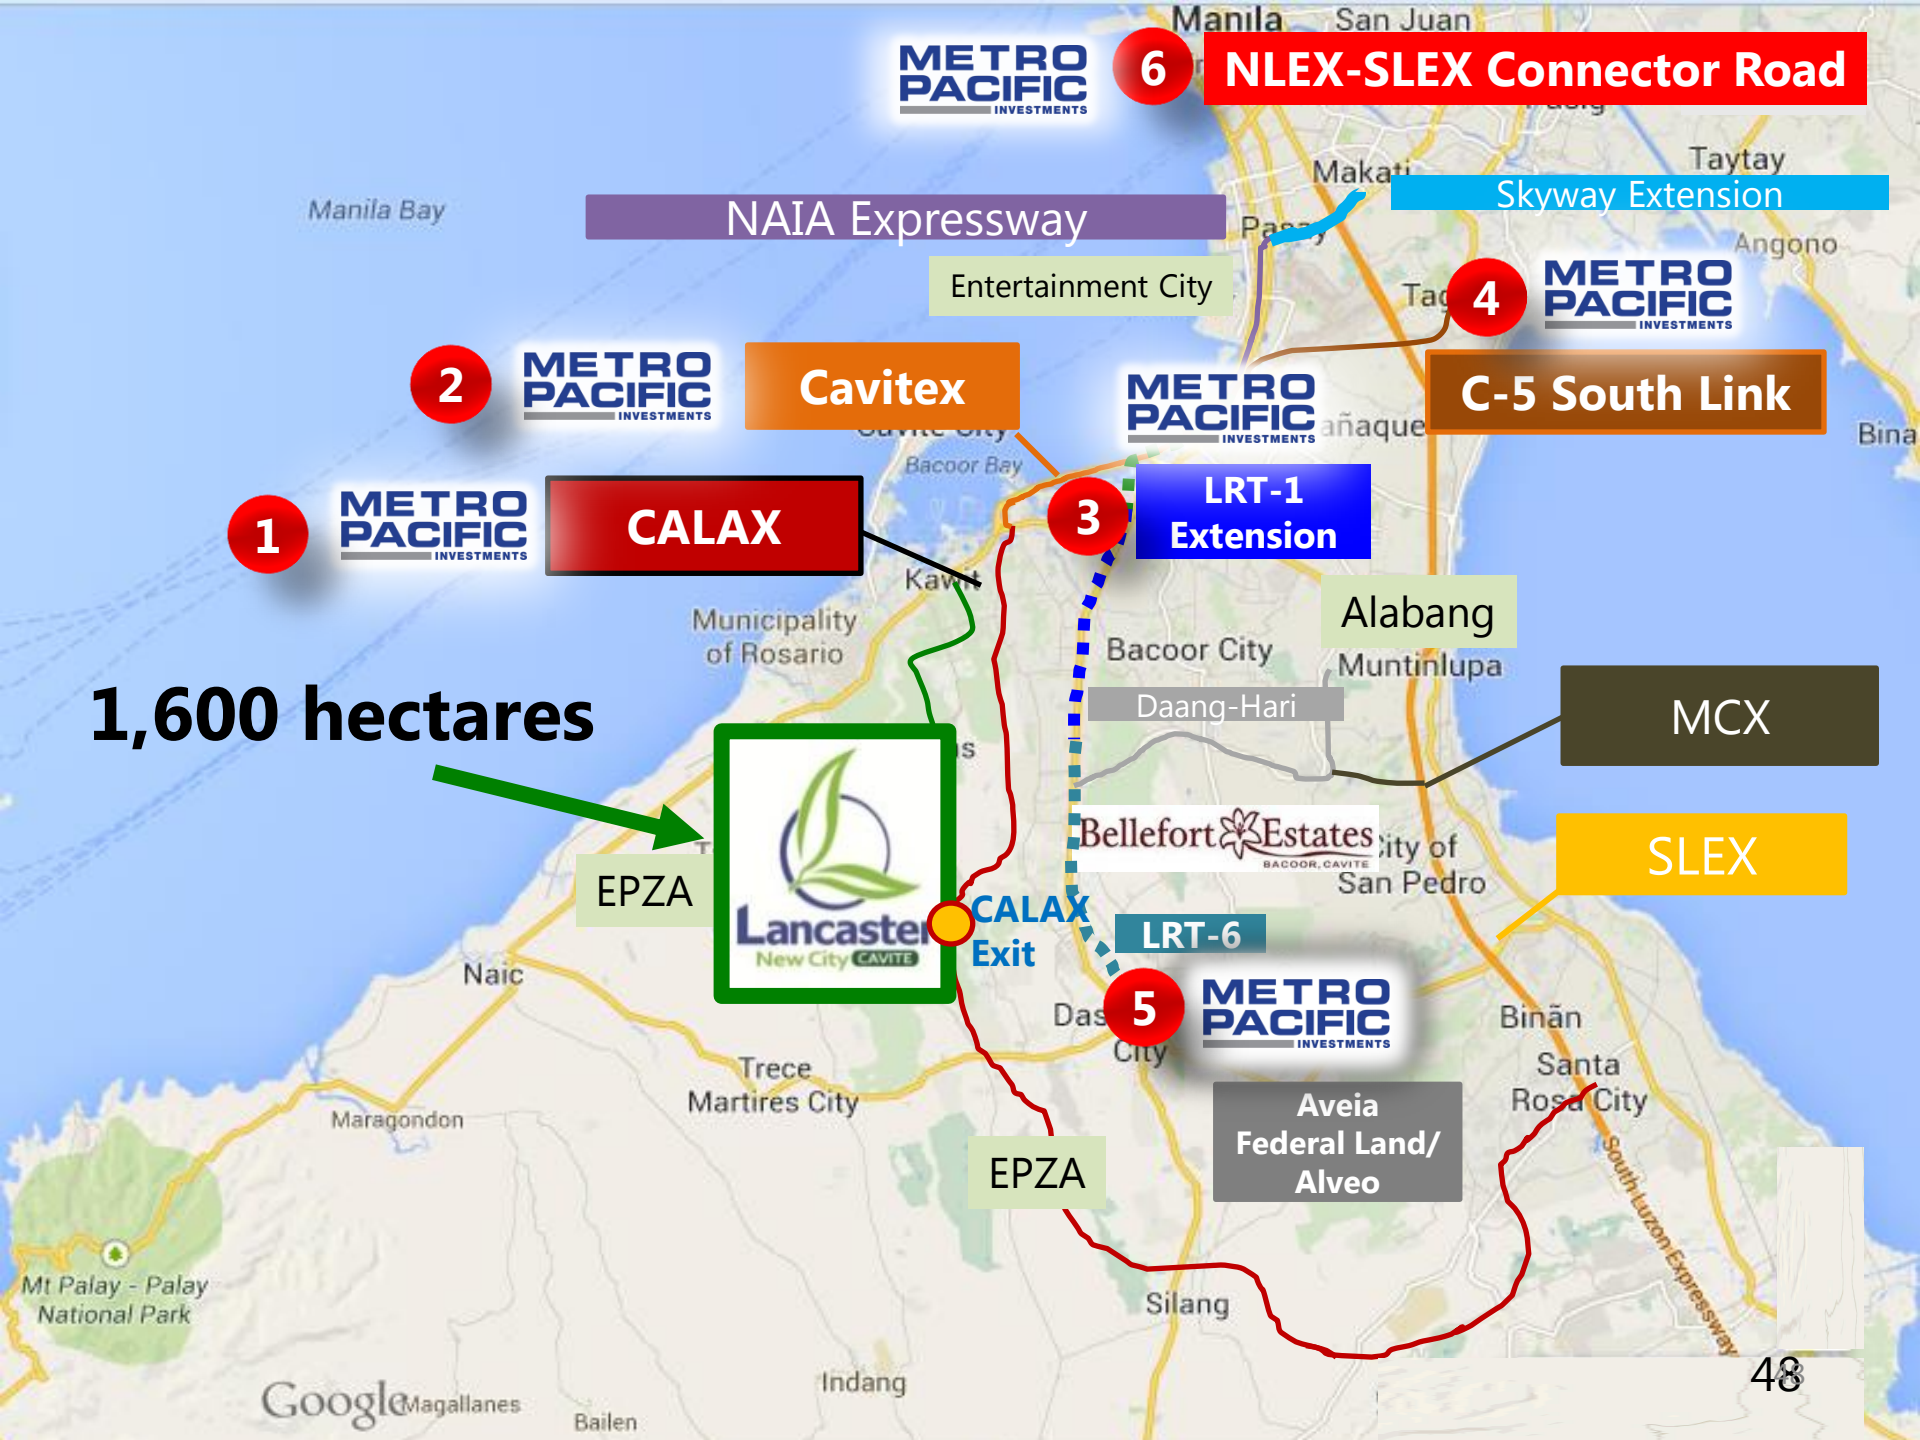 Manila
San Juan
METRO
PACIFIC
INVESTMENTS
6
NLEX-SLEX Connector Road
Makati
Taytay
Skyway Extension
Manila Bay
NAIA Expressway
Pasay
Angono
Entertainment City
4
METRO
PACIFIC
INVESTMENTS
2
METRO
PACIFIC
INVESTMENTS
Cavitex
METRO
PACIFIC
INVESTMENTS
C-5 South Link
Bacoor Bay
1
METRO
PACIFIC
INVESTMENTS
CALAX
3
LRT-1
Extension
Kawit
Alabang
Municipality
of Rosario
Bacoor City
Muntinlupa
1,600 hectares
Daang-Hari
MCX
Bellefort Estates
BACOOR, CAVITE
City of
San Pedro
SLEX
EPZA
Lancaster
New City CAVITE
CALAX
Exit
LRT-6
Naic
5
METRO
PACIFIC
INVESTMENTS
City
Binãn
Trece
Martires City
Santa
Rosa City
Maragondon
Aveia
Federal Land/
Alveo
EPZA
South Luzon Expressway
Mt Palay - Palay
National Park
Silang
Indang
Google
Magallanes
Bailen
48